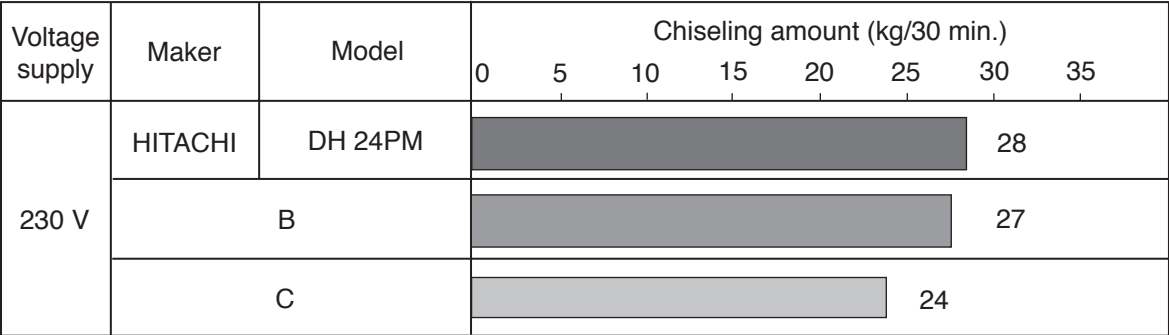 Voltage
supply
Maker
Model
Chiseling amount (kg/30 min.)
0 5 10 15 20 25 30 35
230 V
HITACHI
DH 24PM
28
B
27
C
24